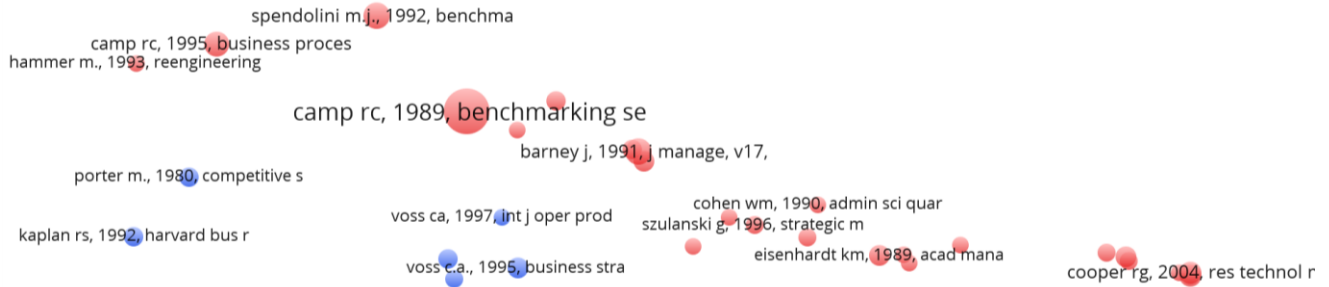 spendolini m.j., 1992, benchma
camp rc, 1995, business proces
hammer m., 1993, reengineering
camp rc, 1989, benchmarking se
barney j, 1991, j manage, v17,
porter m., 1980, competitive s
cohen wm, 1990, admin sci quar
voss ca, 1997, int j oper prod
szulanski g, 1996, strategic m
kaplan rs, 1992, harvard bus r
eisenhardt km, 1989, acad mana
voss c.a., 1995, business stra
cooper rg, 2004, res technol r